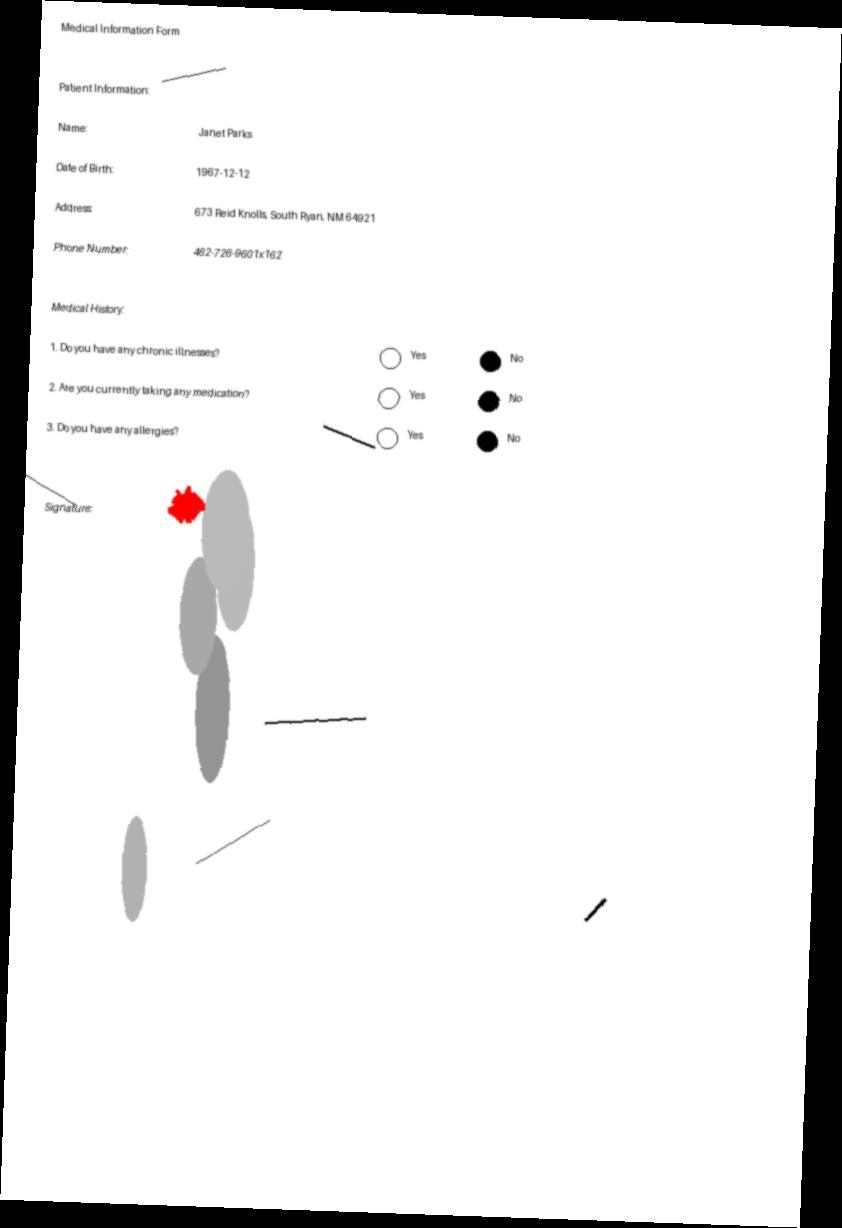 Medical Information Form
Patient Information:
Name: Janet Parks
Date of Birth: 1967-12-12
Address: 673 Reid Knolls, South Ryan, NM 64921
Phone Number: 462-726-9601x162
Medical History:
1. Do you have any chronic illnesses? Yes No
2. Are you currently taking any medication? Yes No
3. Do you have any allergies? Yes No
Signature: